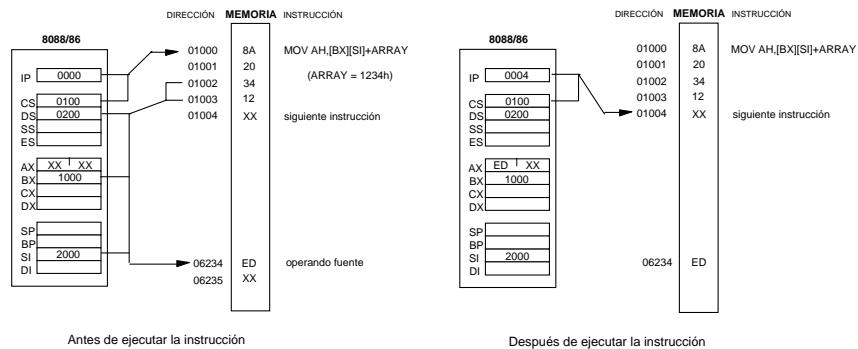 DIRECCIÓN MEMORIA INSTRUCCIÓN
8088/86
01000 8A MOV AH,[BX][SI]+ARRAY
01001 20
IP 0000
01002 34 (ARRAY = 1234h)
01003 12
CS 0100
DS 0200
01004 XX siguiente instrucción
SS
ES
AX XX XX
BX 1000
CX
DX
SP
BP
SI 2000
06234 ED operando fuente
DI
06235 XX
Antes de ejecutar la instrucción
DIRECCIÓN MEMORIA INSTRUCCIÓN
8088/86
01000 8A MOV AH,[BX][SI]+ARRAY
01001 20
IP 0004
01002 34
01003 12
CS 0100
DS 0200
01004 XX siguiente instrucción
SS
ES
AX ED XX
BX 1000
CX
DX
SP
BP
SI 2000
06234 ED
DI
Después de ejecutar la instrucción